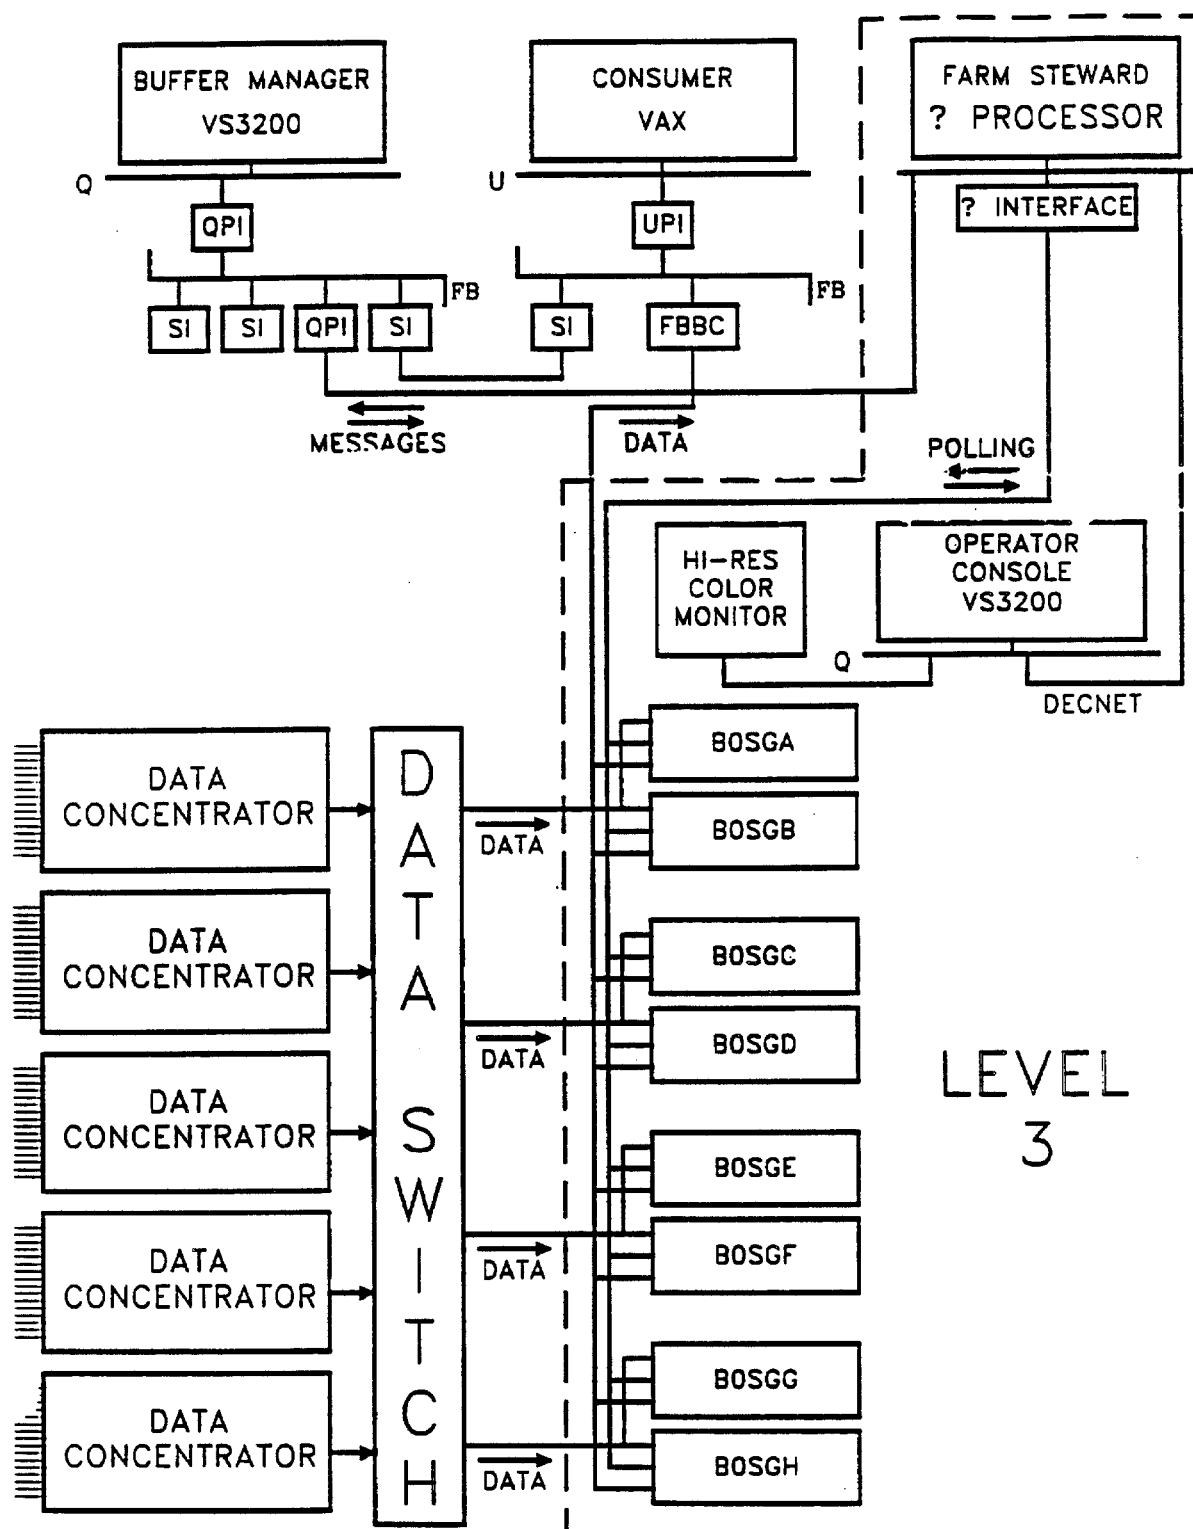 BUFFER MANAGER
VS3200
CONSUMER
VAX
FARM STEWARD
? PROCESSOR
Q
U
QPI
UPI
? INTERFACE
FB
FB
SI
SI
QPI
SI
SI
FBBC
MESSAGES
DATA
POLLING
HI-RES
COLOR
MONITOR
OPERATOR
CONSOLE
VS3200
Q
DECNET
DATA
CONCENTRATOR
DATA
CONCENTRATOR
DATA
CONCENTRATOR
DATA
CONCENTRATOR
DATA
CONCENTRATOR
DATA SWITCH
DATA
DATA
DATA
DATA
BOSGA
BOSGB
BOSGC
BOSGD
BOSGE
BOSGF
BOSGG
BOSGH
LEVEL
3